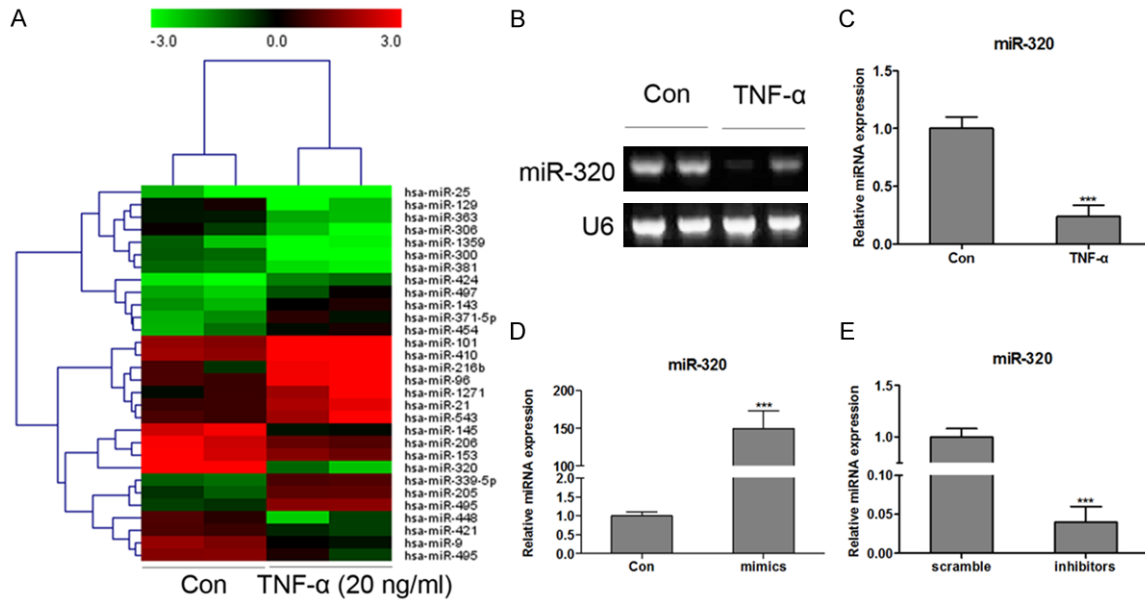 A
-3.0 0.0 3.0
hsa-miR-25
hsa-miR-129
hsa-miR-363
hsa-miR-306
hsa-miR-1359
hsa-miR-300
hsa-miR-381
hsa-miR-424
hsa-miR-497
hsa-miR-143
hsa-miR-371-5p
hsa-miR-454
hsa-miR-101
hsa-miR-410
hsa-miR-216b
hsa-miR-96
hsa-miR-1271
hsa-miR-21
hsa-miR-543
hsa-miR-145
hsa-miR-206
hsa-miR-153
hsa-miR-320
hsa-miR-339-5p
hsa-miR-205
hsa-miR-495
hsa-miR-448
hsa-miR-421
hsa-miR-9
hsa-miR-495
Con TNF-α (20 ng/ml)
B
Con TNF-α
miR-320
U6
C
miR-320
Relative miRNA expression
1.5
1.0
0.5
0.0
***
Con TNF-α
D
miR-320
Relative miRNA expression
200
150
100
2.0
1.5
1.0
0.5
0.0
***
Con mimics
E
miR-320
Relative miRNA expression
1.5
1.0
0.10
0.05
0.00
***
scramble inhibitors